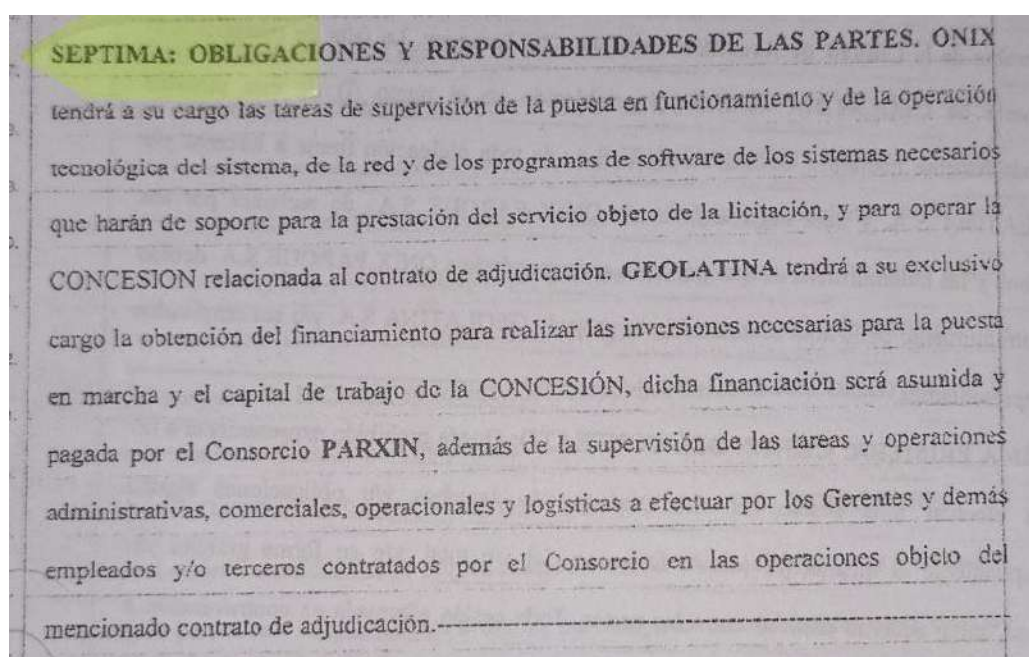 SEPTIMA: OBLIGACIONES Y RESPONSABILIDADES DE LAS PARTES. ONIX
tendrá a su cargo las tareas de supervisión de la puesta en funcionamiento y de la operación
tecnológica del sistema, de la red y de los programas de software de los sistemas necesarios
que harán de soporte para la prestación del servicio objeto de la licitación, y para operar la
CONCESION relacionada al contrato de adjudicación. GEOLATINA tendrá a su exclusivo
cargo la obtención del financiamiento para realizar las inversiones necesarias para la puesta
en marcha y el capital de trabajo de la CONCESIÓN, dicha financiación será asumida y
pagada por el Consorcio PARXIN, además de la supervisión de las tareas y operaciones
administrativas, comerciales, operacionales y logísticas a efectuar por los Gerentes y demás
empleados y/o terceros contratados por el Consorcio en las operaciones objeto del
mencionado contrato de adjudicación.-----------------------------------------------------------